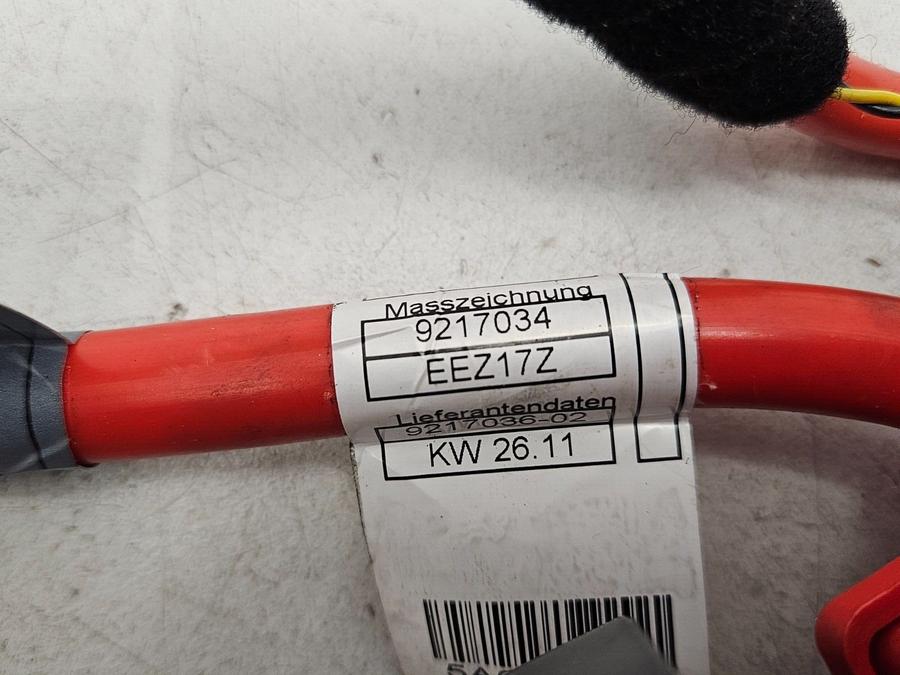 Masszeichnung
9217034
EEZ17Z
Lieferantendaten
9217036-02
KW 26.11